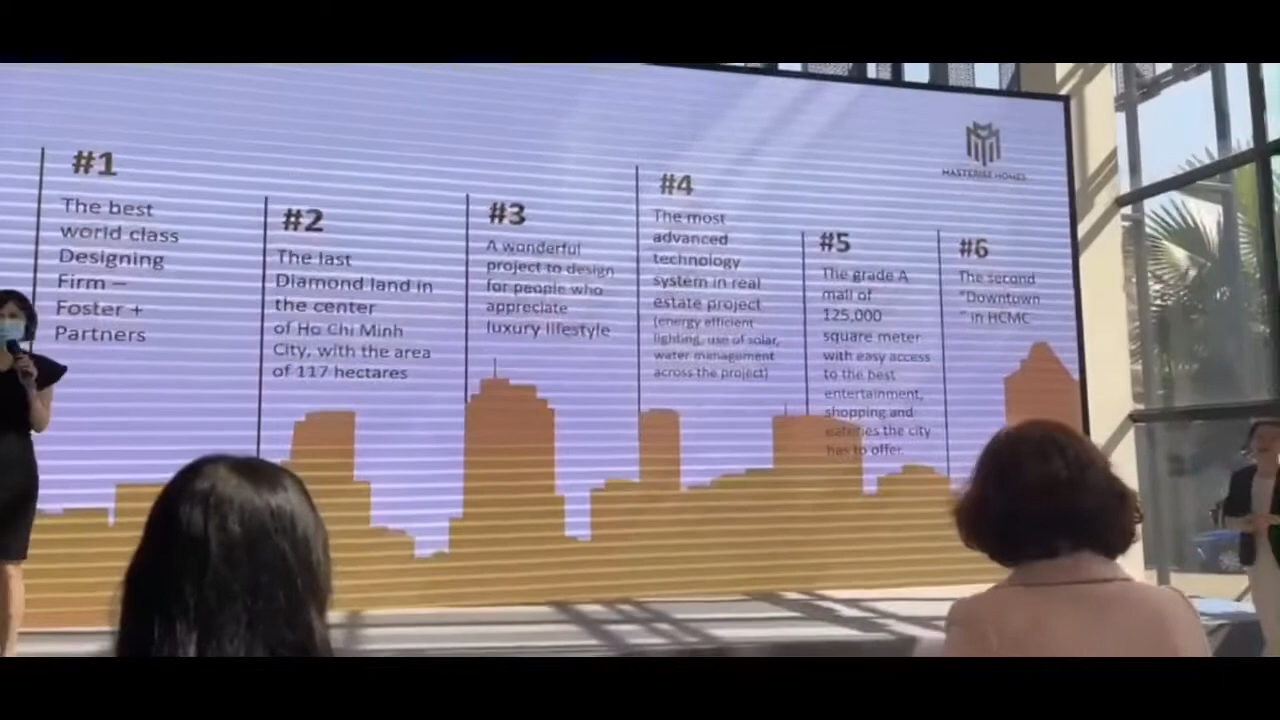 #1
The best
world class
Designing
Firm –
Foster +
Partners
#2
The last
Diamond land in
the center
of Ho Chi Minh
City, with the area
of 117 hectares
#3
A wonderful
project to design
for people who
appreciate
luxury lifestyle
#4
The most
advanced
technology
system in real
estate project
(energy efficient
lighting, use of solar,
water management
across the project)
#5
The grade A
mall of
125,000
square meter
with easy access
to the best
entertainment,
shopping and
eateries the city
has to offer.
#6
The second
"Downtown
" in HCMC
MASTERISE HOMES